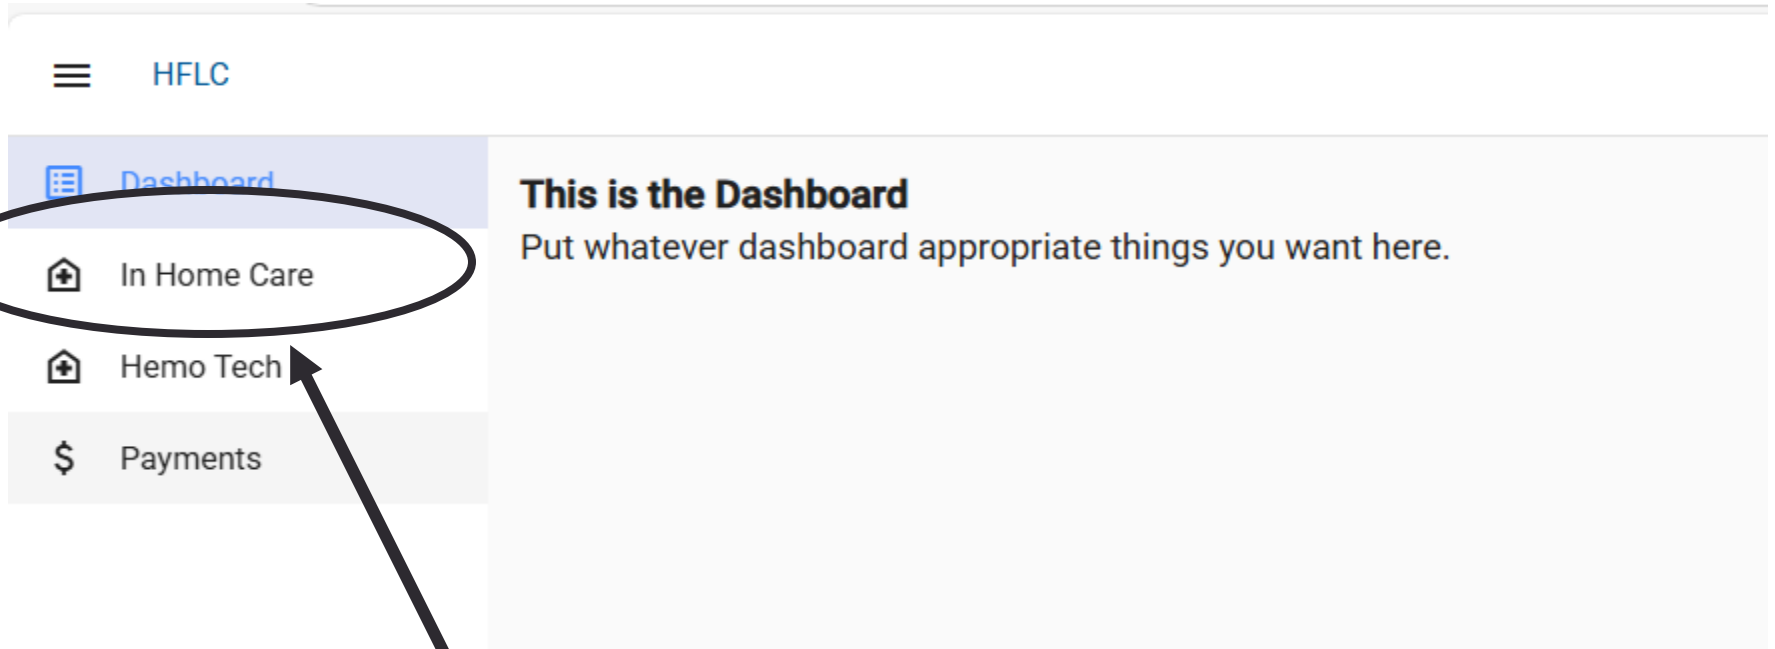 HFLC
Dashboard
This is the Dashboard
Put whatever dashboard appropriate things you want here.
In Home Care
Hemo Tech
$ Payments